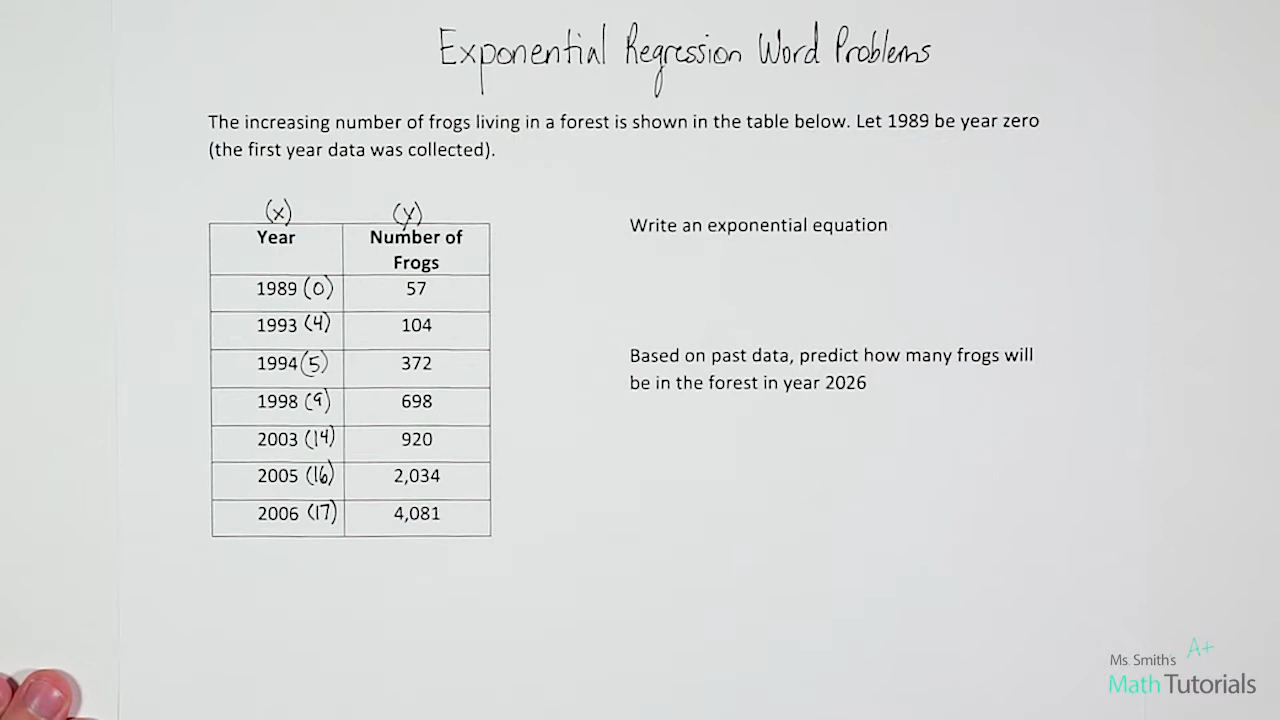 Exponential Regression Word Problems
The increasing number of frogs living in a forest is shown in the table below. Let 1989 be year zero
(the first year data was collected).
(x) (y)
Year Number of
Frogs
1989 (0) 57
1993 (4) 104
1994 (5) 372
1998 (9) 698
2003 (14) 920
2005 (16) 2,034
2006 (17) 4,081
Write an exponential equation
Based on past data, predict how many frogs will
be in the forest in year 2026
Ms. Smith's A+
Math Tutorials